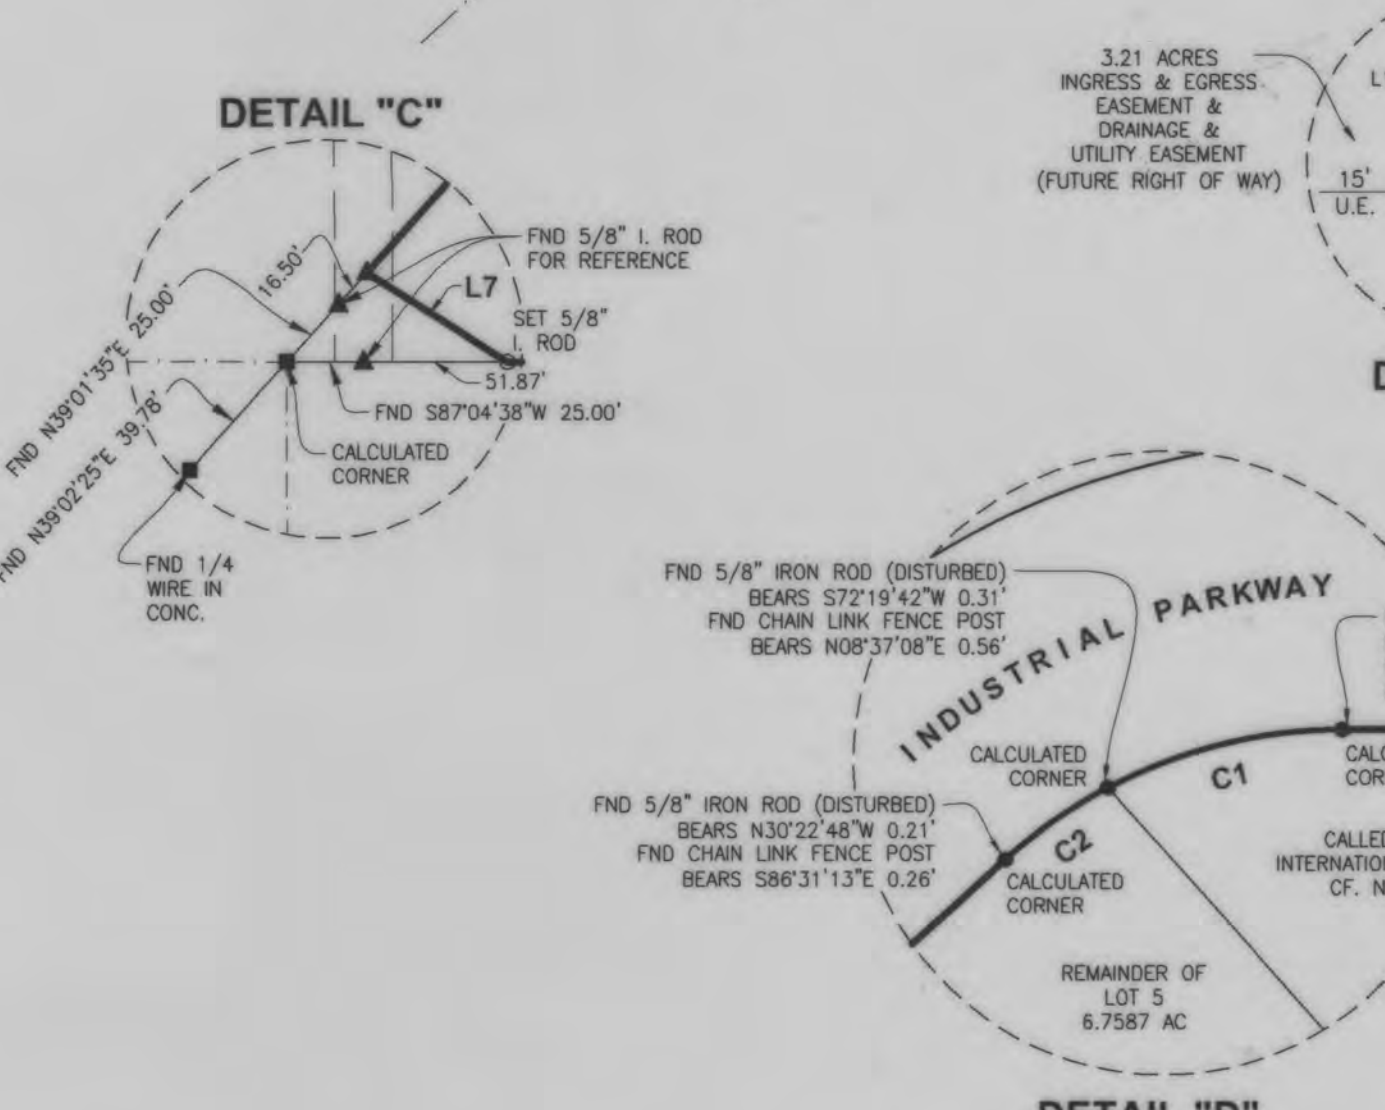 DETAIL "C"
FND 5/8" I. ROD
FOR REFERENCE
16.50'
L7
SET 5/8"
I. ROD
FND N39°01'35"E 25.00'
51.87'
FND S87°04'38"W 25.00'
FND N39°02'25"E 39.78'
CALCULATED
CORNER
FND 1/4
WIRE IN
CONC.
3.21 ACRES
INGRESS & EGRESS
EASEMENT &
DRAINAGE &
UTILITY EASEMENT
(FUTURE RIGHT OF WAY)
15'
U.E.
FND 5/8" IRON ROD (DISTURBED)
BEARS S72°19'42"W 0.31'
FND CHAIN LINK FENCE POST
BEARS N08°37'08"E 0.56'
INDUSTRIAL PARKWAY
CALCULATED
CORNER
C1
FND 5/8" IRON ROD (DISTURBED)
BEARS N30°22'48"W 0.21'
FND CHAIN LINK FENCE POST
BEARS S86°31'13"E 0.26'
C2
CALCULATED
CORNER
CALLED
CF. N
REMAINDER OF
LOT 5
6.7587 AC
DETAIL "D"